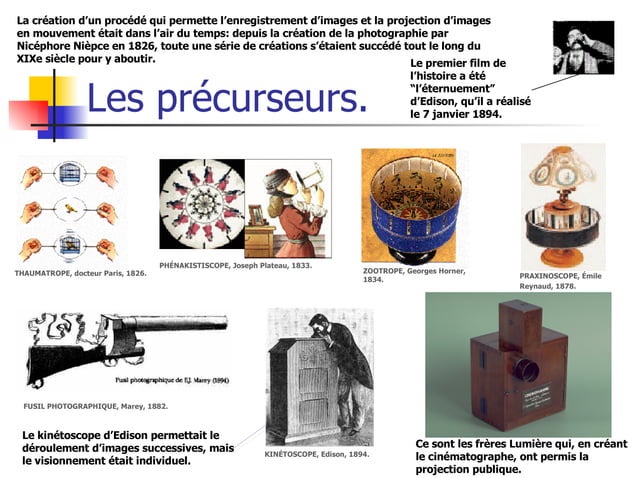 La création d’un procédé qui permette l’enregistrement d’images et la projection d’images
en mouvement était dans l’air du temps: depuis la création de la photographie par
Nicéphore Nièpce en 1826, toute une série de créations s’étaient succédé tout le long du
XIXe siècle pour y aboutir.
Le premier film de
l’histoire a été
“l’éternuement”
d’Edison, qu’il a réalisé
le 7 janvier 1894.
Les précurseurs.
THAUMATROPE, docteur Paris, 1826.
PHÉNAKISTISCOPE, Joseph Plateau, 1833.
ZOOTROPE, Georges Horner,
1834.
PRAXINOSCOPE, Émile
Reynaud, 1878.
Fusil photographique de E.J. Marey (1894)
FUSIL PHOTOGRAPHIQUE, Marey, 1882.
KINÉTOSCOPE, Edison, 1894.
Le kinétoscope d’Edison permettait le
déroulement d’images successives, mais
le visionnement était individuel.
Ce sont les frères Lumière qui, en créant
le cinématographe, ont permis la
projection publique.